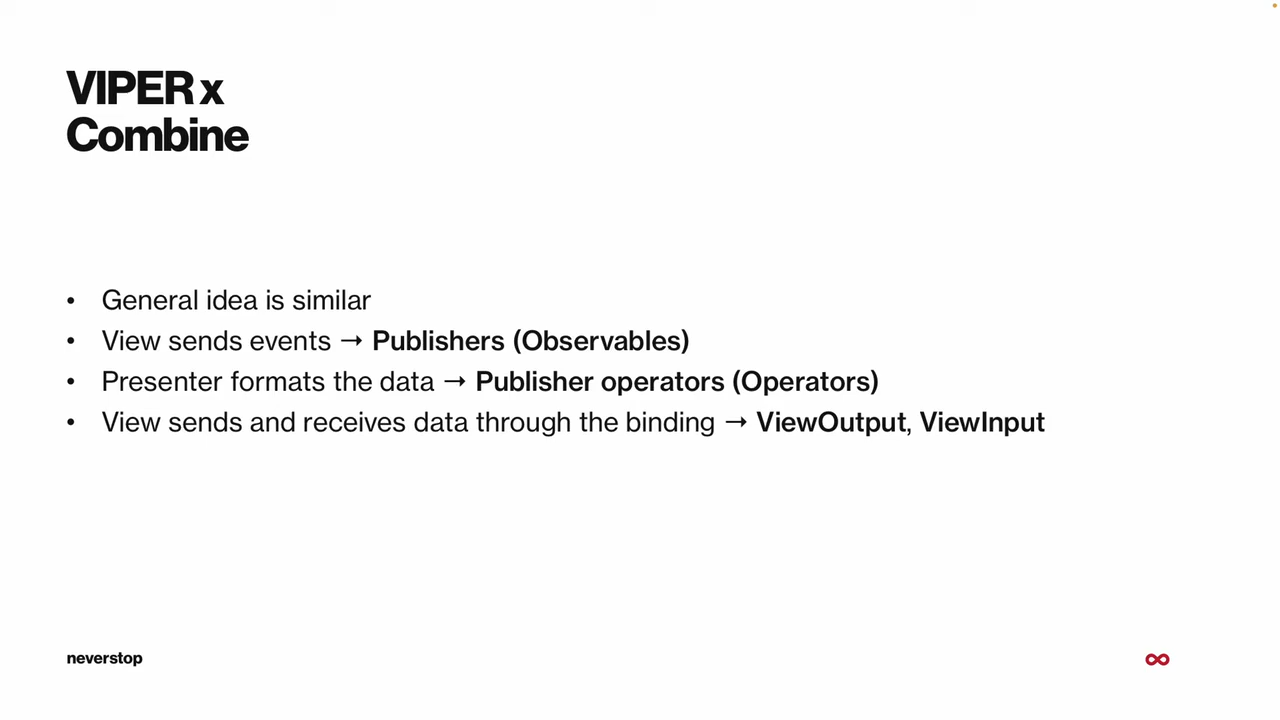 VIPER x
Combine
• General idea is similar
• View sends events → Publishers (Observables)
• Presenter formats the data → Publisher operators (Operators)
• View sends and receives data through the binding → ViewOutput, ViewInput
neverstop